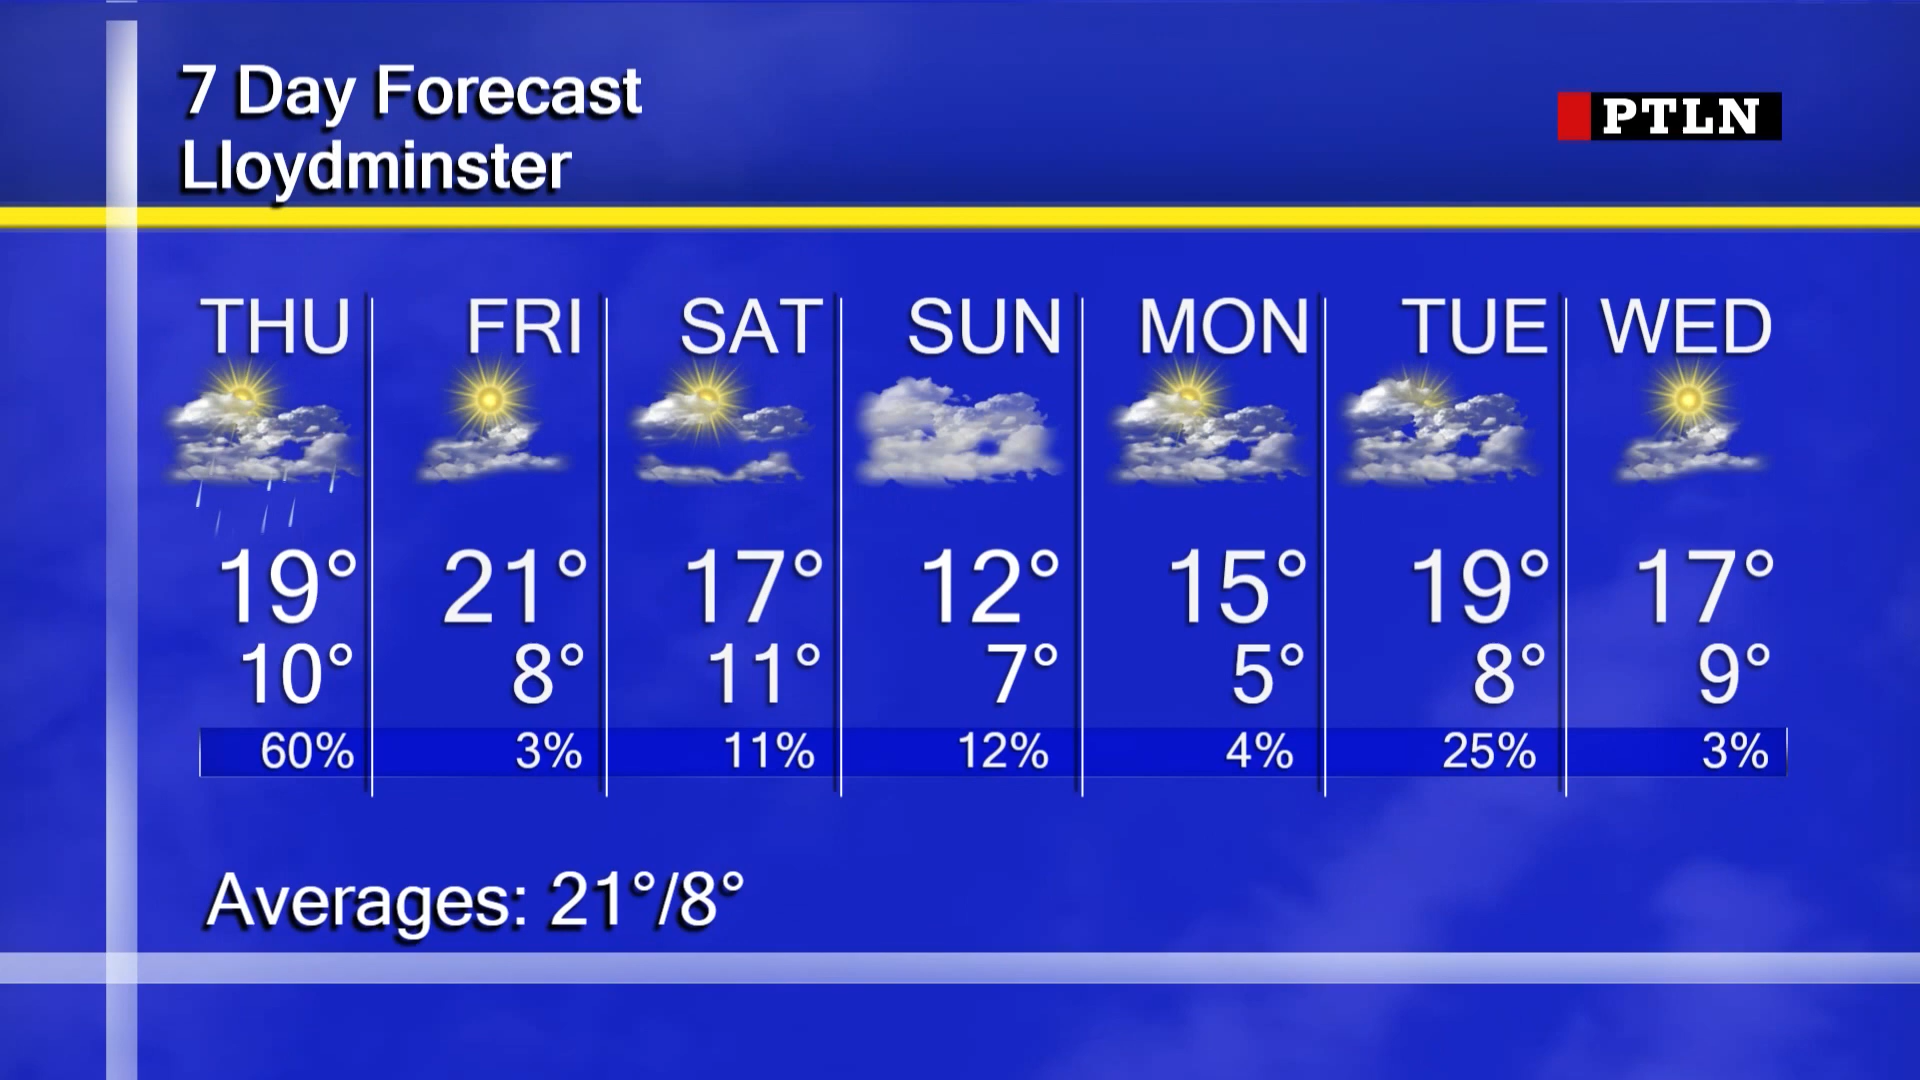 7 Day Forecast
Lloydminster
PTLN
THU FRI SAT SUN MON TUE WED
19° 21° 17° 12° 15° 19° 17°
10° 8° 11° 7° 5° 8° 9°
60% 3% 11% 12% 4% 25% 3%
Averages: 21°/8°